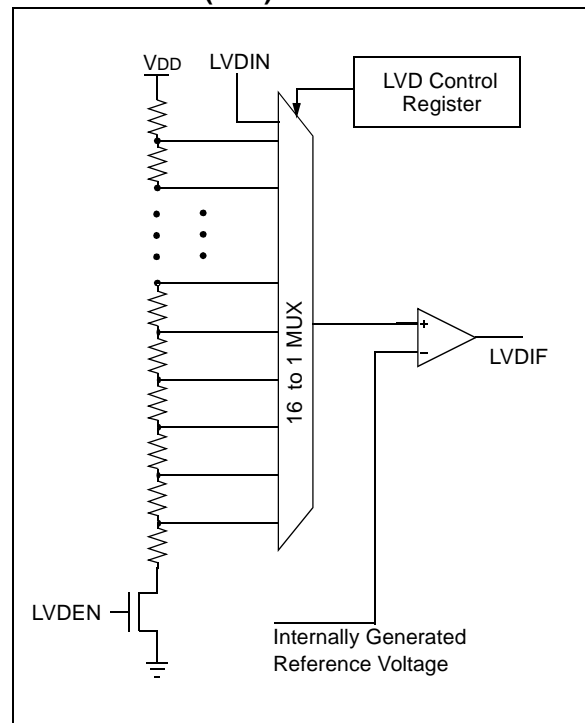 VDD
LVDIN
LVD Control
Register
16 to 1 MUX
+
–
LVDIF
LVDEN
Internally Generated
Reference Voltage